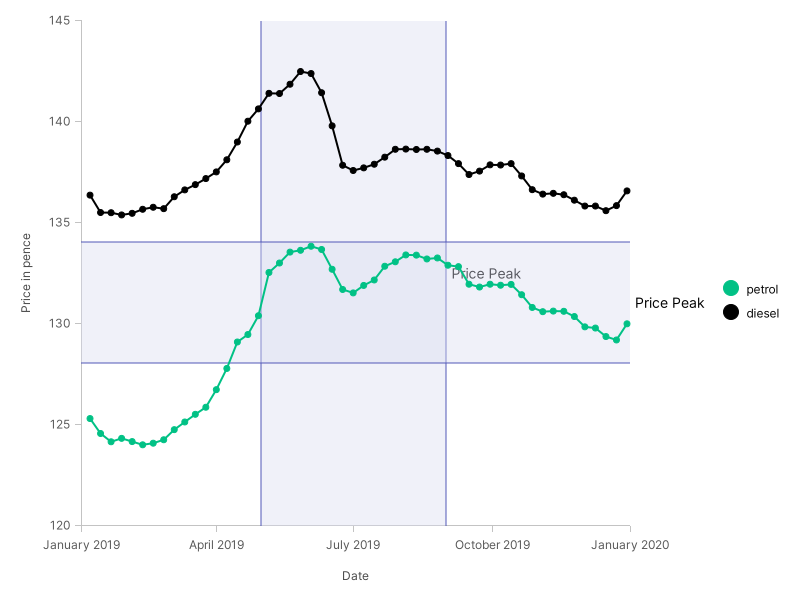 145
140
135
130
125
120
Price in pence
January 2019
April 2019
July 2019
October 2019
January 2020
Date
Price Peak
Price Peak
petrol
diesel